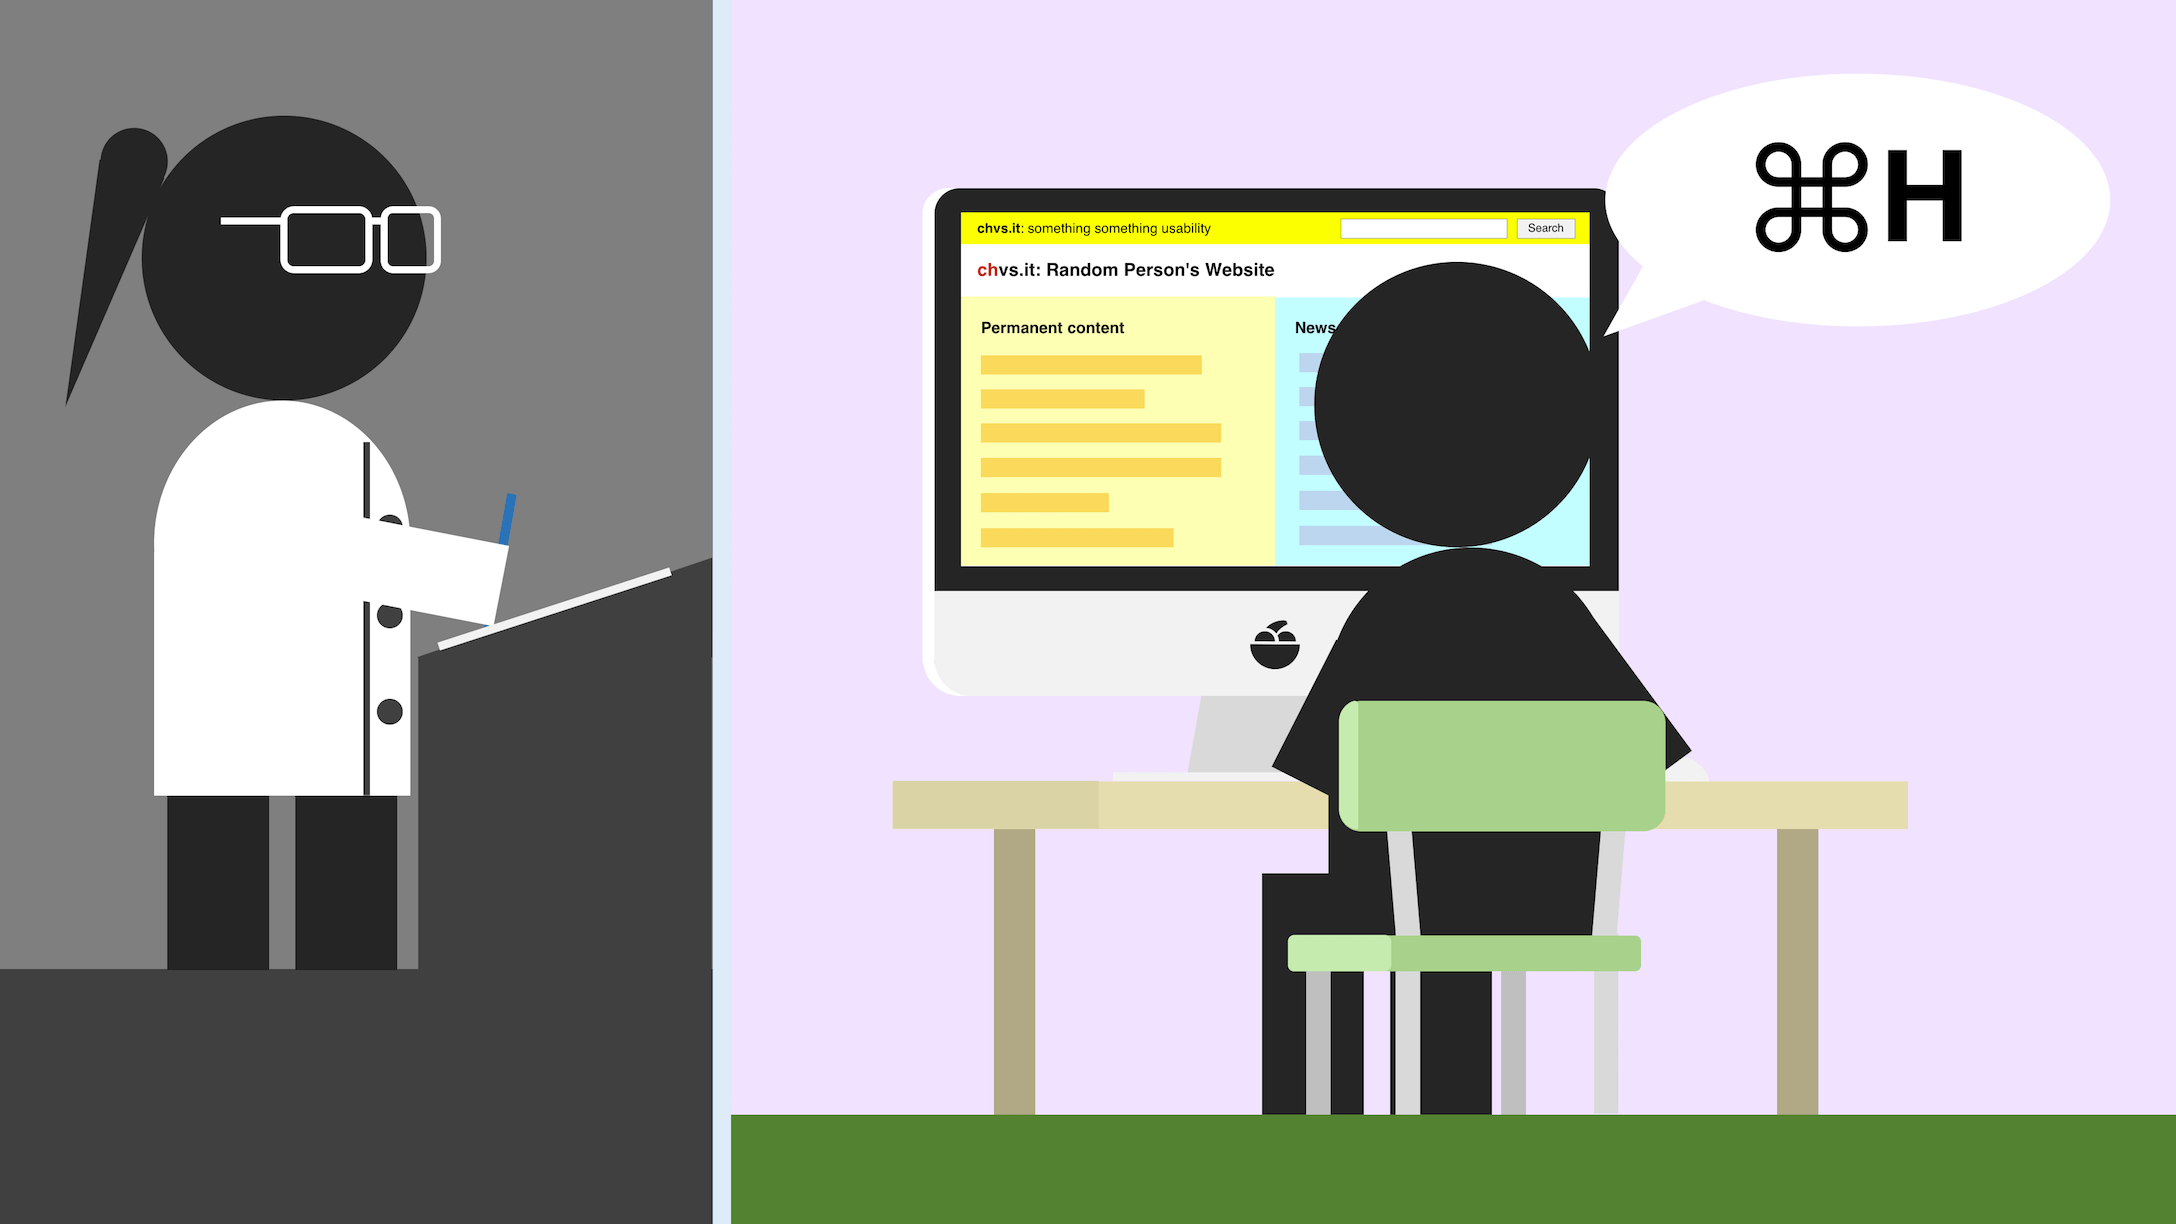 ⌘H
chvs.it: something something usability
Search
chvs.it: Random Person's Website
Permanent content
News